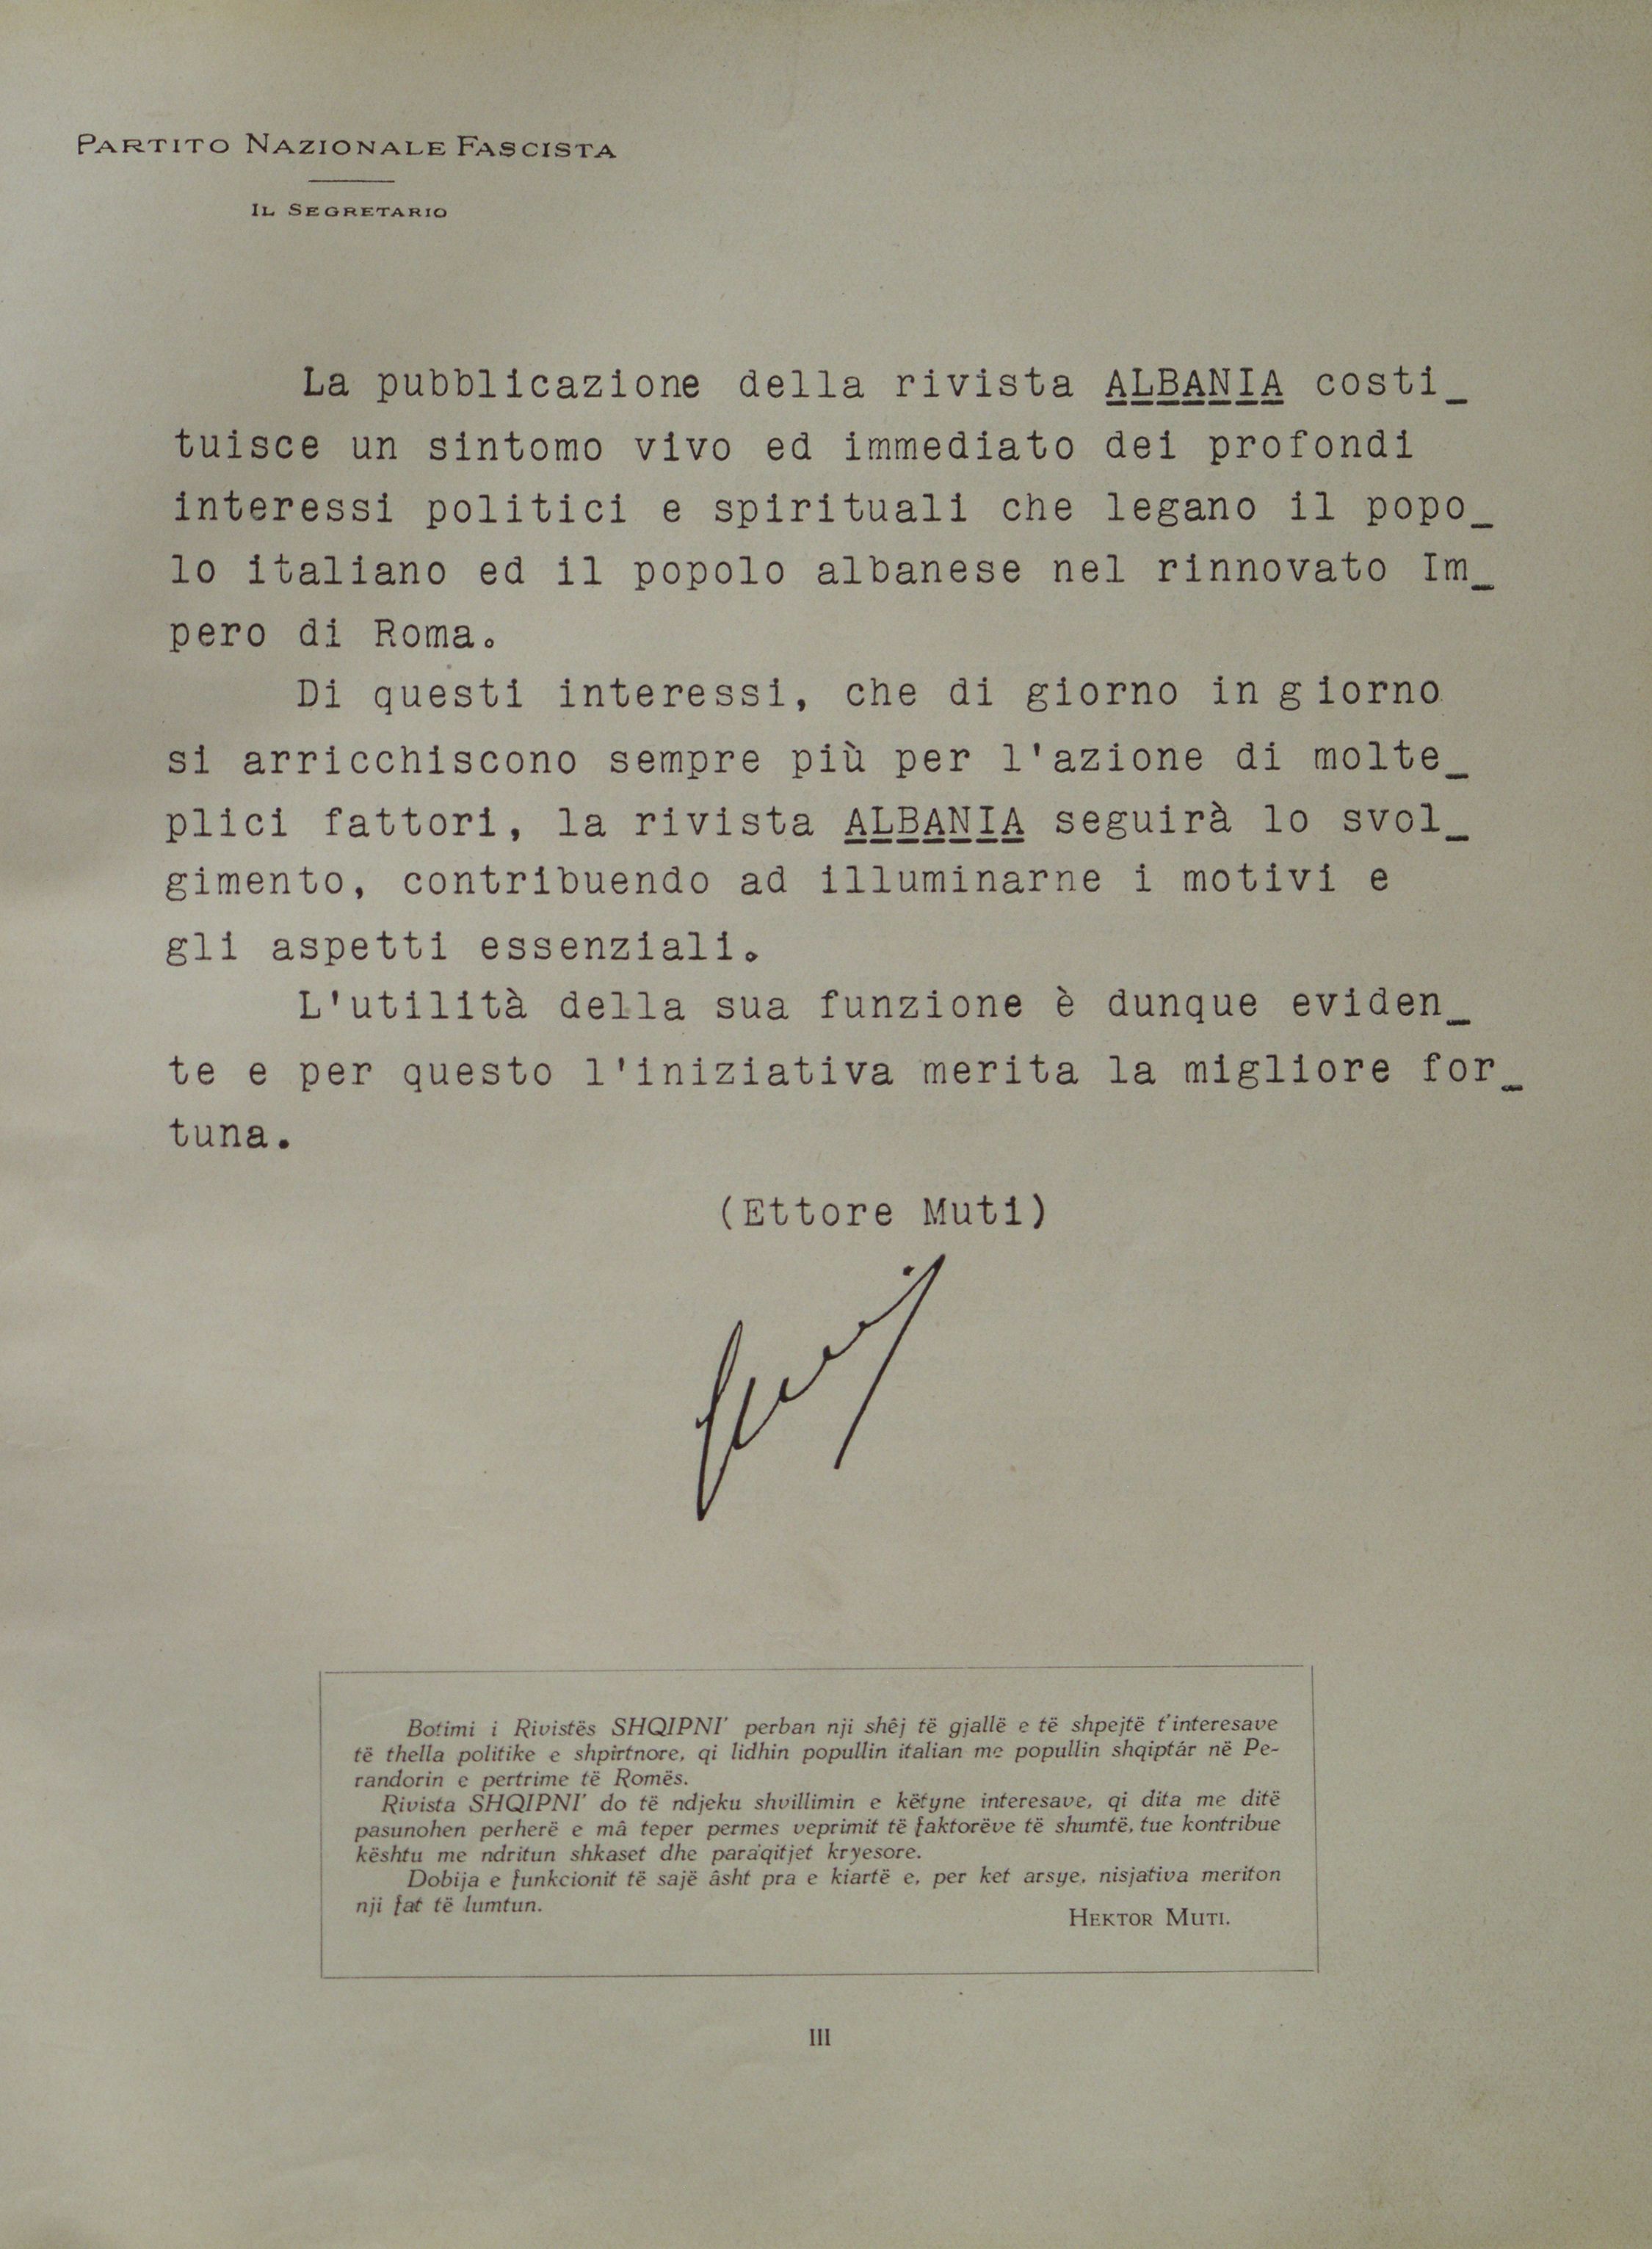 PARTITO NAZIONALE FASCISTA
IL SEGRETARIO
La pubblicazione della rivista ALBANIA costi_
tuisce un sintomo vivo ed immediato dei profondi
interessi politici e spirituali che legano il popo_
lo italiano ed il popolo albanese nel rinnovato Im_
pero di Roma.
Di questi interessi, che di giorno in giorno
si arricchiscono sempre più per l'azione di molte_
plici fattori, la rivista ALBANIA seguirà lo svol_
gimento, contribuendo ad illuminarne i motivi e
gli aspetti essenziali.
L'utilità della sua funzione è dunque eviden_
te e per questo l'iniziativa merita la migliore for_
tuna.
(Ettore Muti)
Botimi i Rivistës SHQIPNI' perban nji shêj të gjallë e të shpejtë t'interesave
të thella politike e shpirtnore, qi lidhin popullin italian me popullin shqiptár në Pe-
randorin e pertrime të Romës.
Rivista SHQIPNI' do të ndjeku shvillimin e këtyne interesave, qi dita me ditë
pasunohen perherë e mâ teper permes veprimit të faktorëve të shumtë, tue kontribue
kështu me ndritun shkaset dhe paraqitjet kryesore.
Dobija e funkcionit të sajë âsht pra e kiartë e, per ket arsye, nisjativa meriton
nji fat të lumtun.
HEKTOR MUTI.
III